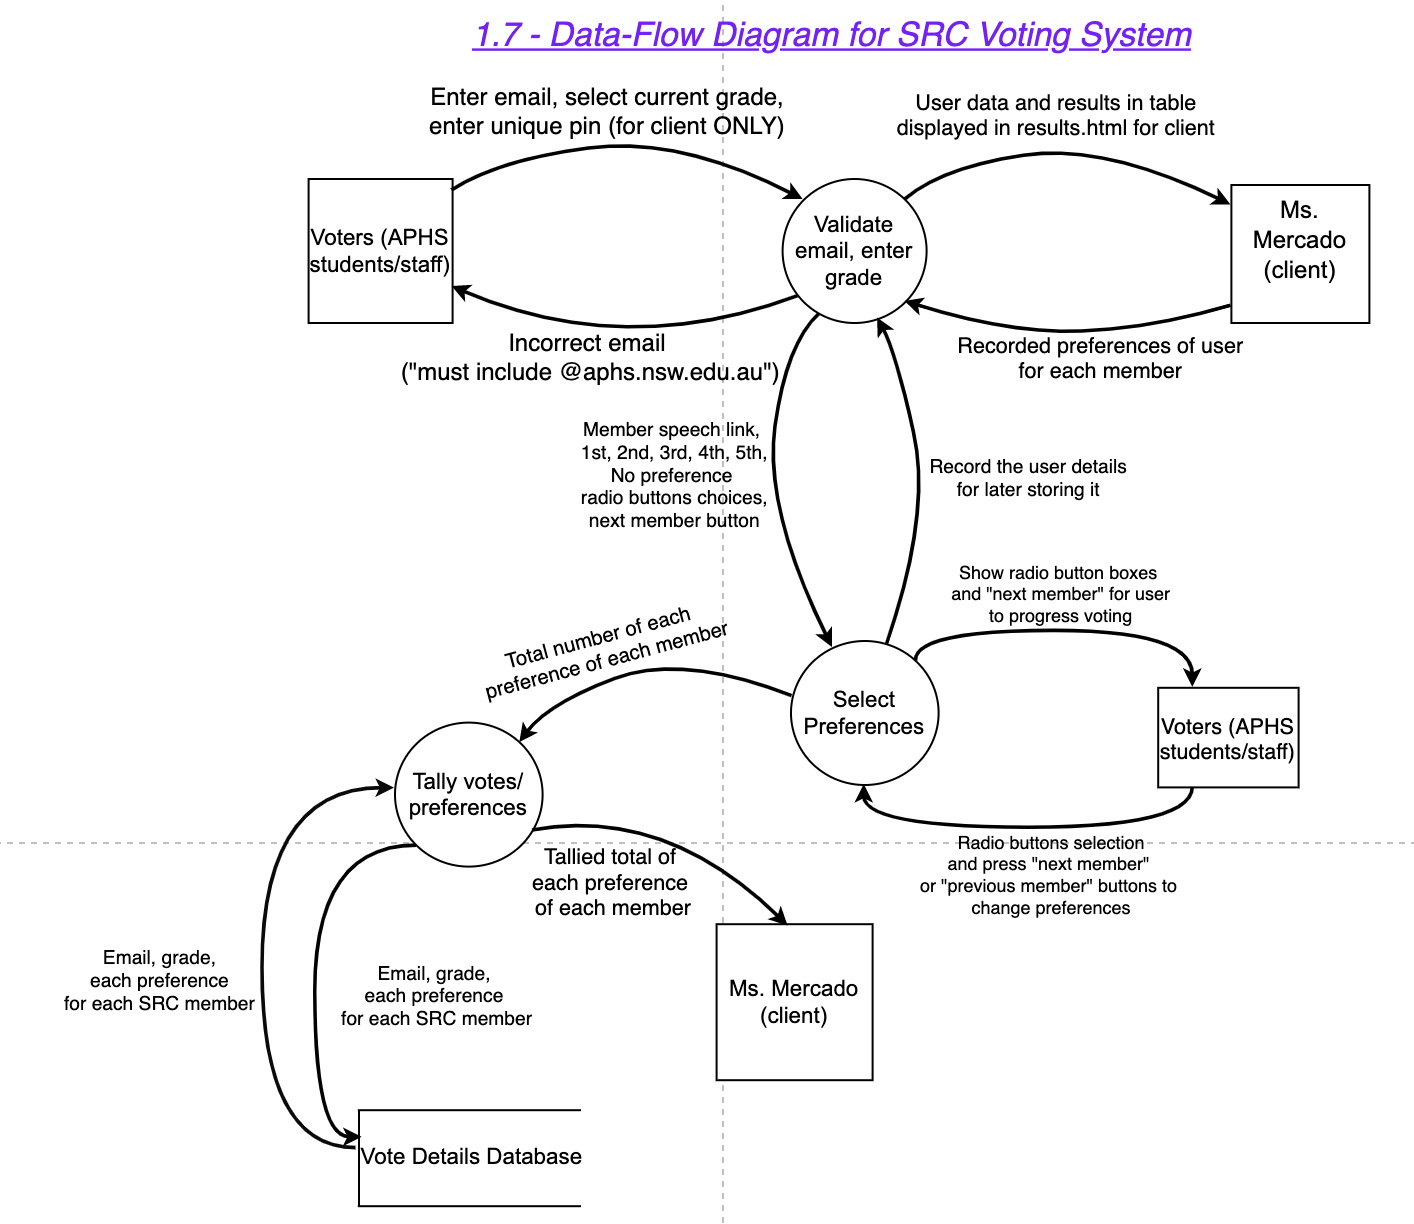 1.7 - Data-Flow Diagram for SRC Voting System
Enter email, select current grade,
enter unique pin (for client ONLY)
User data and results in table
displayed in results.html for client
Voters (APHS
students/staff)
Validate
email, enter
grade
Ms.
Mercado
(client)
Incorrect email
("must include @aphs.nsw.edu.au")
Recorded preferences of user
for each member
Member speech link,
1st, 2nd, 3rd, 4th, 5th,
No preference
radio buttons choices,
next member button
Record the user details
for later storing it
Show radio button boxes
and "next member" for user
to progress voting
Total number of each
preference of each member
Select
Preferences
Voters (APHS
students/staff)
Tally votes/
preferences
Radio buttons selection
and press "next member"
or "previous member" buttons to
change preferences
Tallied total of
each preference
of each member
Email, grade,
each preference
for each SRC member
Email, grade,
each preference
for each SRC member
Ms. Mercado
(client)
Vote Details Database